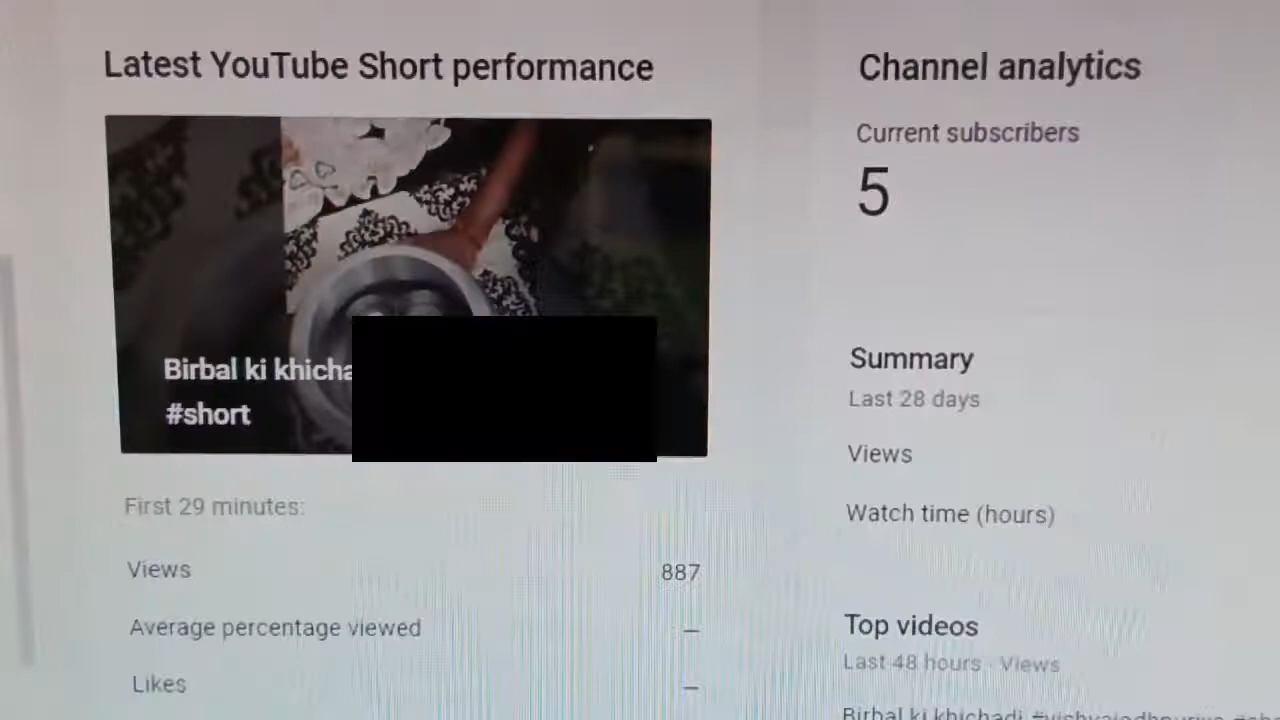 Latest YouTube Short performance
Birbal ki khicha
#short
First 29 minutes:
Views 887
Average percentage viewed –
Likes –
Channel analytics
Current subscribers
5
Summary
Last 28 days
Views
Watch time (hours)
Top videos
Last 48 hours · Views
Birbal ki khichadi